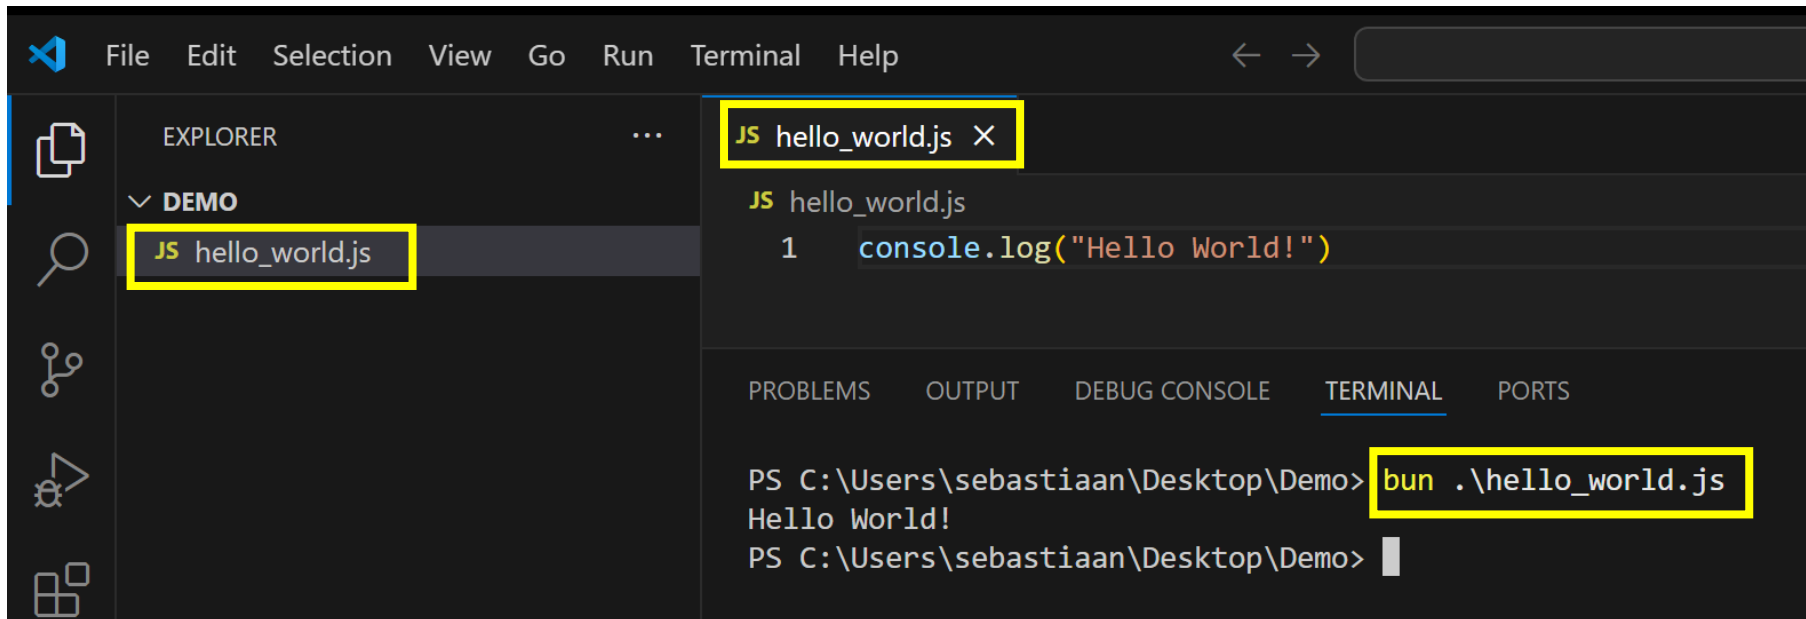 File Edit Selection View Go Run Terminal Help
EXPLORER ...
DEMO
JS hello_world.js
JS hello_world.js
JS hello_world.js
1 console.log("Hello World!")
PROBLEMS OUTPUT DEBUG CONSOLE TERMINAL PORTS
PS C:\Users\sebastiaan\Desktop\Demo> bun .\hello_world.js
Hello World!
PS C:\Users\sebastiaan\Desktop\Demo>